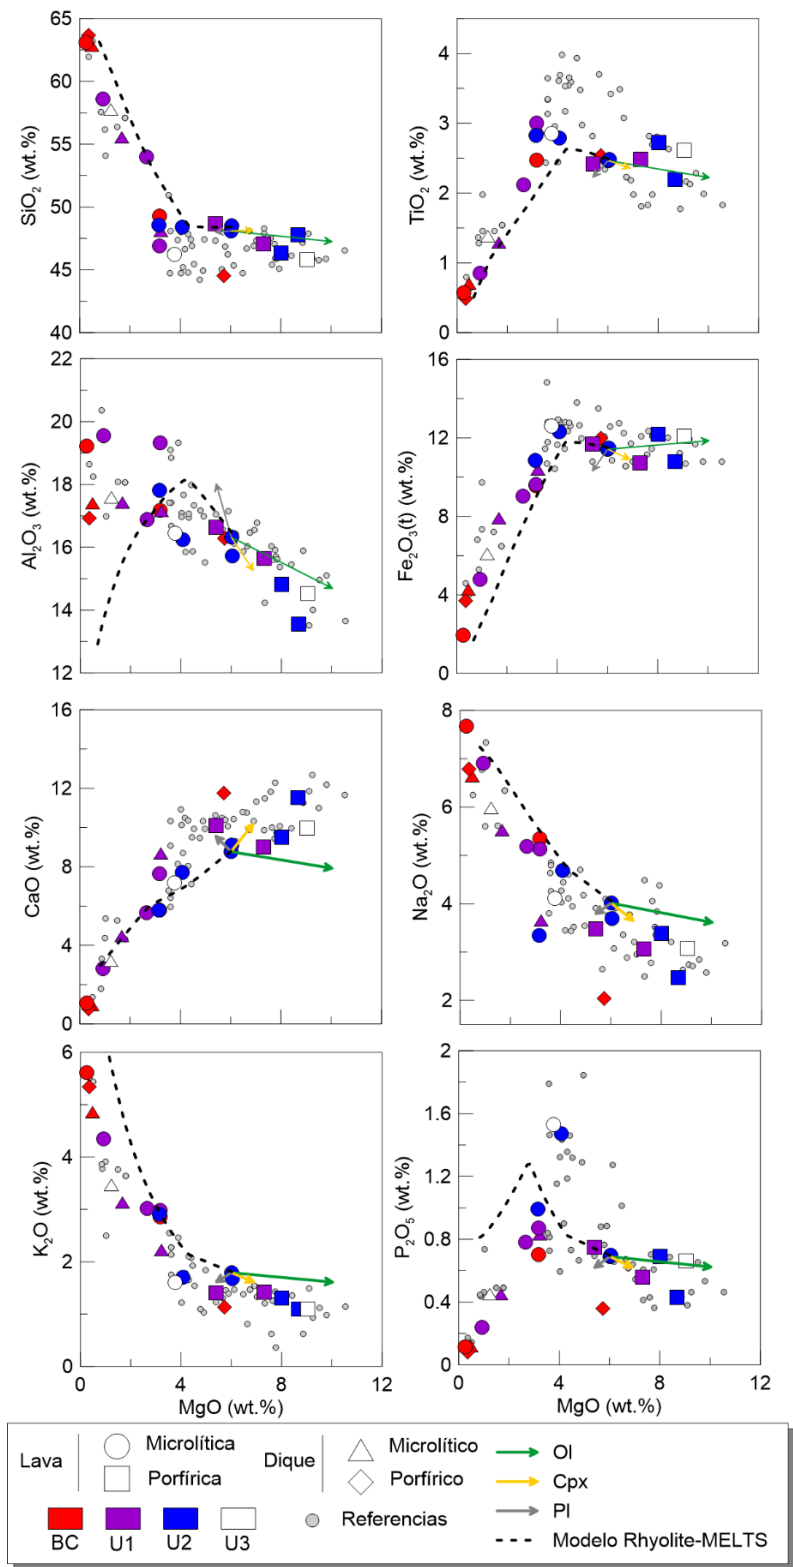 65
60
55
50
45
40
SiO₂ (wt.%)
4
3
2
1
0
TiO₂ (wt.%)
22
20
18
16
14
12
Al₂O₃ (wt.%)
16
12
8
4
0
Fe₂O₃(t) (wt.%)
16
12
8
4
0
CaO (wt.%)
8
6
4
2
Na₂O (wt.%)
6
4
2
0
K₂O (wt.%)
0 4 8 12
MgO (wt.%)
2
1.6
1.2
0.8
0.4
0
P₂O₅ (wt.%)
0 4 8 12
MgO (wt.%)
Lava
Microlítica
Porfírica
Dique
Microlítico
Porfírico
Ol
Cpx
Pl
BC U1 U2 U3
Referencias
Modelo Rhyolite-MELTS